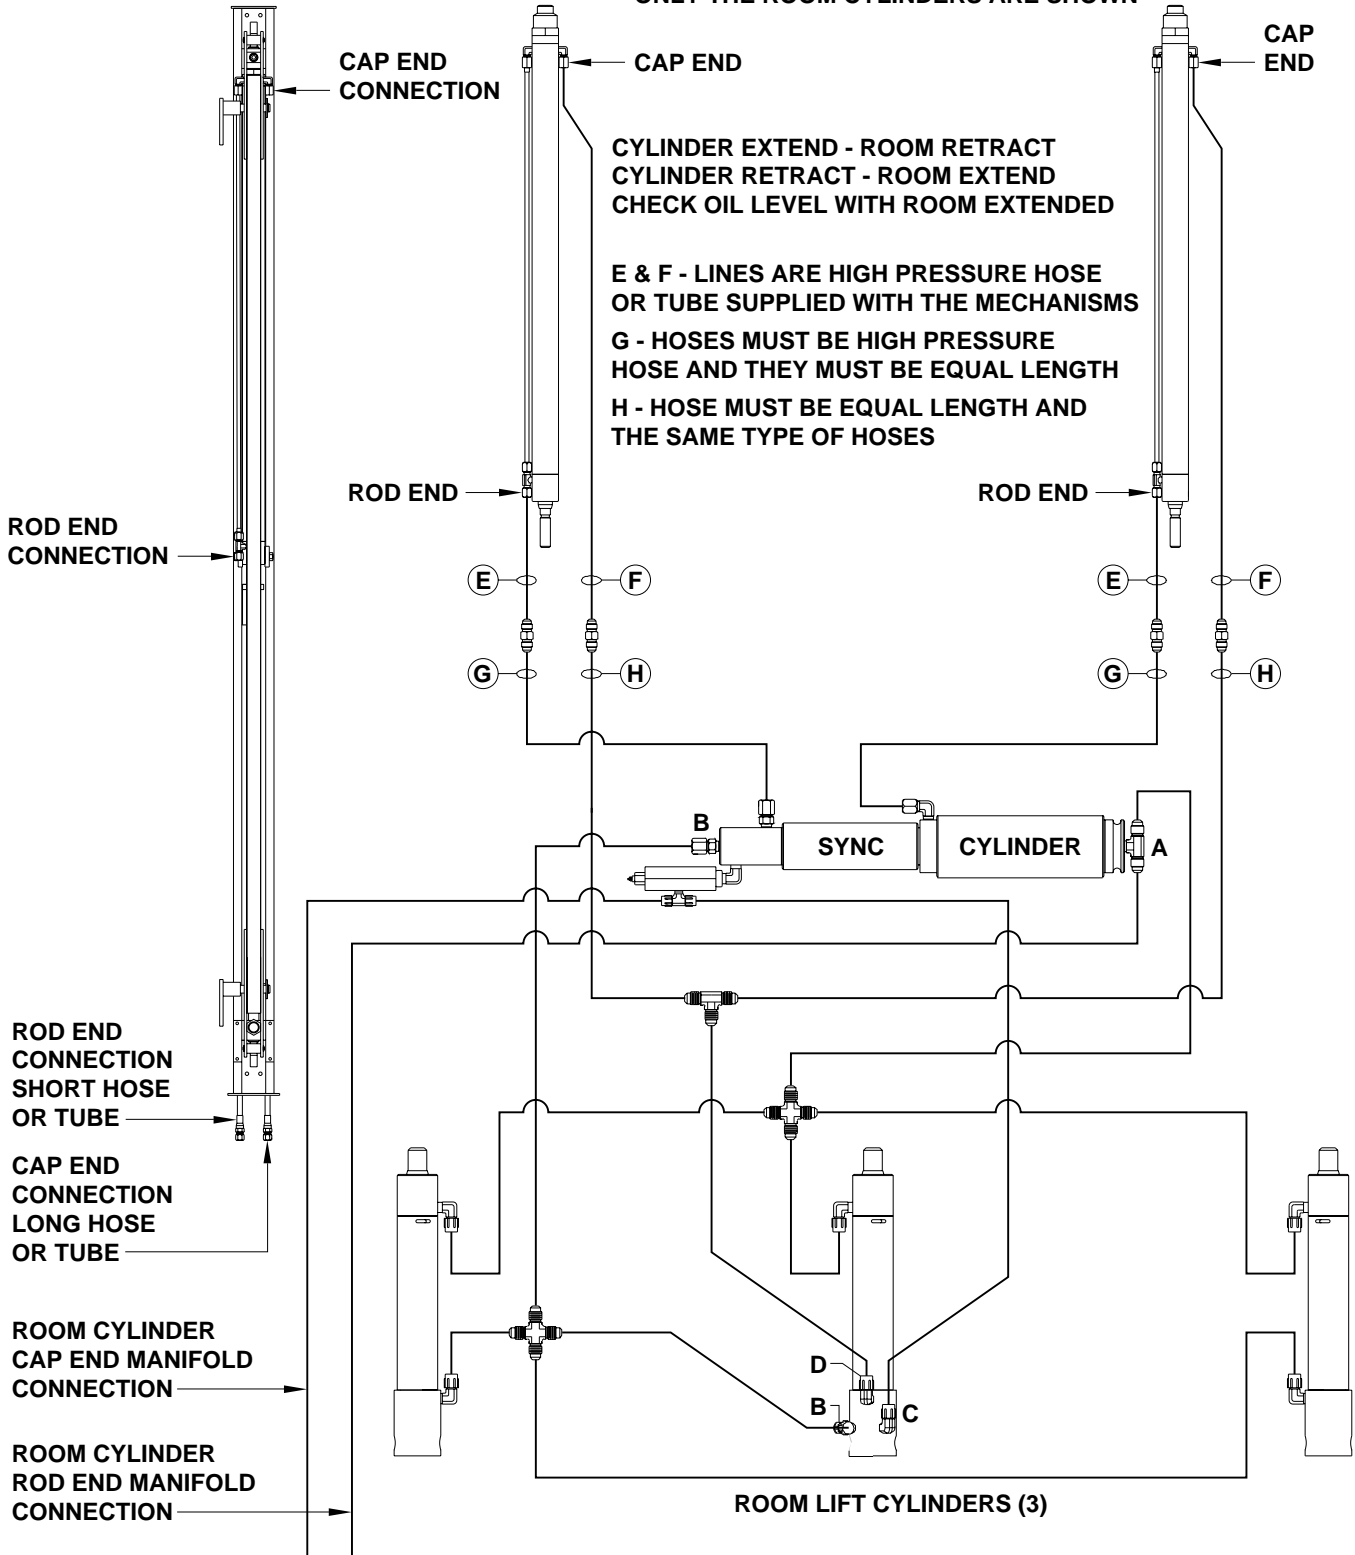 ONLY THE ROOM CYLINDERS ARE SHOWN
CAP END
CONNECTION
CAP END
CAP
END
CYLINDER EXTEND - ROOM RETRACT
CYLINDER RETRACT - ROOM EXTEND
CHECK OIL LEVEL WITH ROOM EXTENDED
E & F - LINES ARE HIGH PRESSURE HOSE
OR TUBE SUPPLIED WITH THE MECHANISMS
G - HOSES MUST BE HIGH PRESSURE
HOSE AND THEY MUST BE EQUAL LENGTH
H - HOSE MUST BE EQUAL LENGTH AND
THE SAME TYPE OF HOSES
ROD END
ROD END
ROD END
CONNECTION
E
F
E
F
G
H
G
H
B
SYNC
CYLINDER
A
ROD END
CONNECTION
SHORT HOSE
OR TUBE
CAP END
CONNECTION
LONG HOSE
OR TUBE
ROOM CYLINDER
CAP END MANIFOLD
CONNECTION
D
B
C
ROOM CYLINDER
ROD END MANIFOLD
CONNECTION
ROOM LIFT CYLINDERS (3)